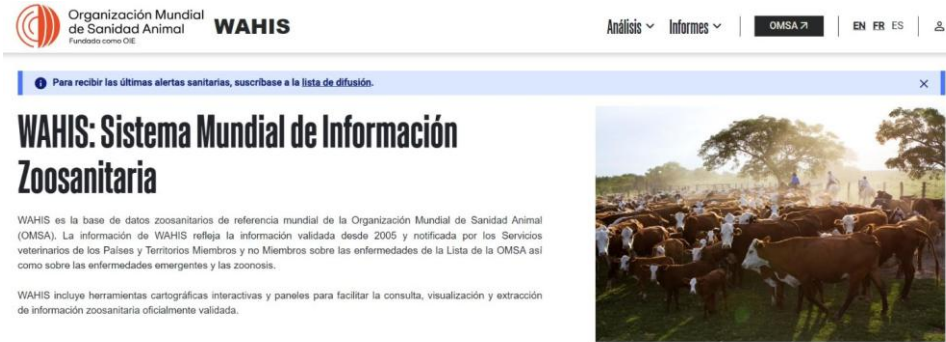 Organización Mundial
de Sanidad Animal
Fundada como OIE
WAHIS
Análisis
Informes
OMSA
EN FR ES
Para recibir las últimas alertas sanitarias, suscríbase a la lista de difusión.
WAHIS: Sistema Mundial de Información
Zoosanitaria
WAHIS es la base de datos zoosanitarios de referencia mundial de la Organización Mundial de Sanidad Animal
(OMSA). La información de WAHIS refleja la información validada desde 2005 y notificada por los Servicios
veterinarios de los Países y Territorios Miembros y no Miembros sobre las enfermedades de la Lista de la OMSA así
como sobre las enfermedades emergentes y las zoonosis.
WAHIS incluye herramientas cartográficas interactivas y paneles para facilitar la consulta, visualización y extracción
de información zoosanitaria oficialmente validada.